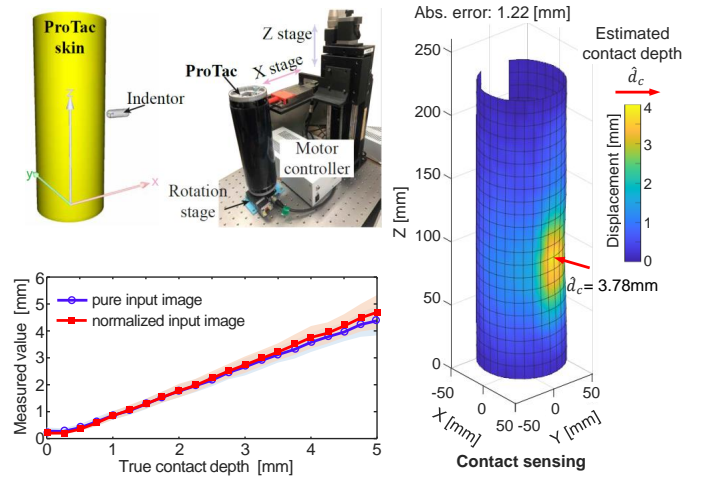 ProTac
skin
Indentor
z
y
x
Z stage
X stage
ProTac
Motor
controller
Rotation
stage
Abs. error: 1.22 [mm]
Estimated
contact depth
d̂c
250
200
150
100
50
0
Z [mm]
-50
0
50
X [mm]
-50
0
50
Y [mm]
4
3
2
1
0
Displacement [mm]
d̂c= 3.78mm
Contact sensing
6
5
4
3
2
1
0
Measured value [mm]
pure input image
normalized input image
0
1
2
3
4
5
True contact depth [mm]